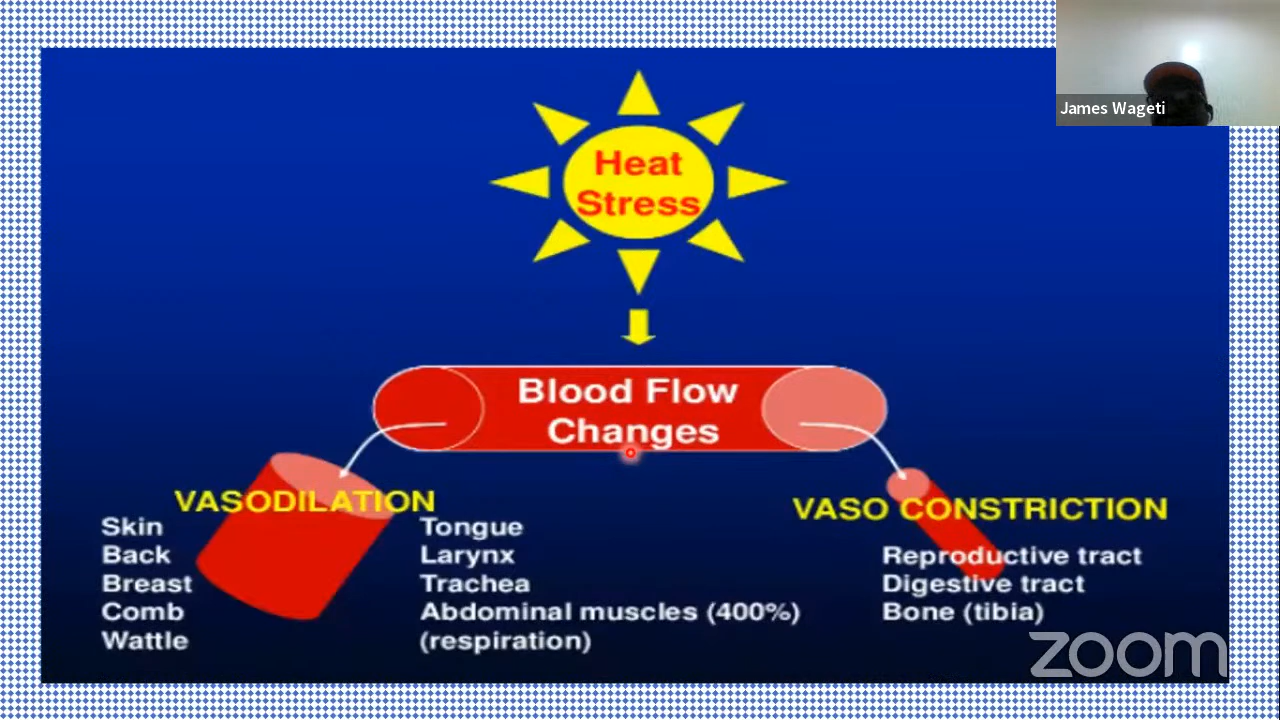 James Wageti
Heat
Stress
Blood Flow
Changes
VASODILATION
Skin
Back
Breast
Comb
Wattle
Tongue
Larynx
Trachea
Abdominal muscles (400%)
(respiration)
VASO CONSTRICTION
Reproductive tract
Digestive tract
Bone (tibia)
zoom